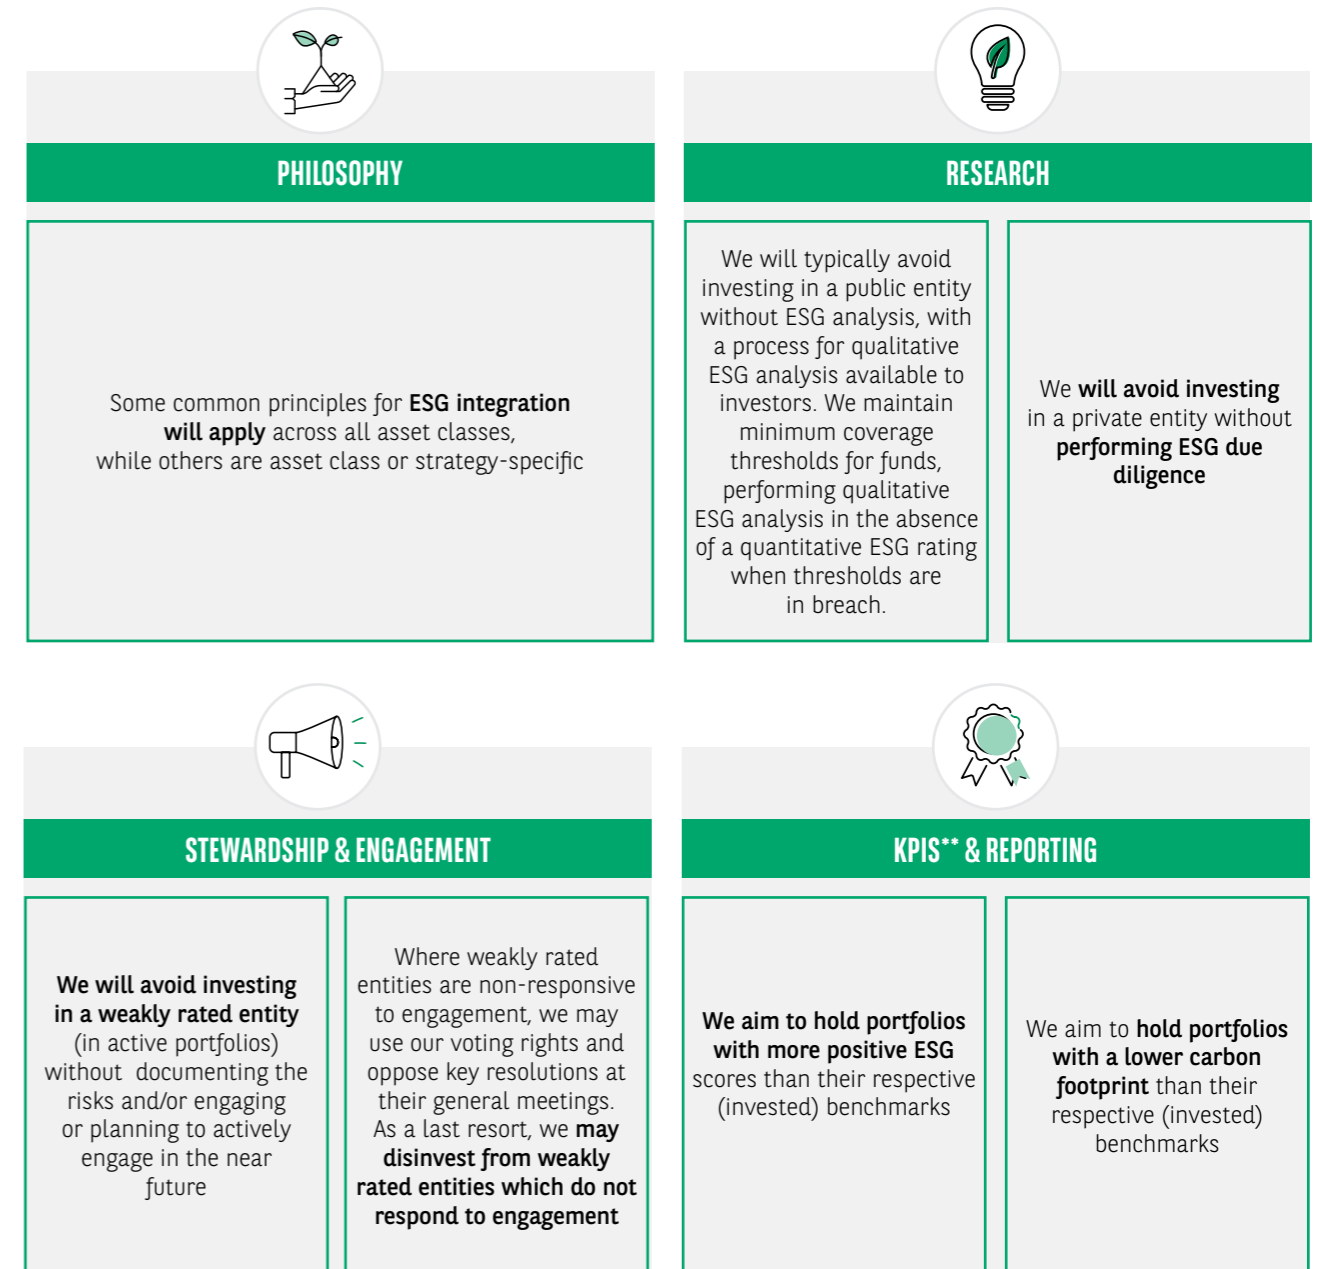 PHILOSOPHY
Some common principles for ESG integration
will apply across all asset classes,
while others are asset class or strategy-specific
RESEARCH
We will typically avoid
investing in a public entity
without ESG analysis, with
a process for qualitative
ESG analysis available to
investors. We maintain
minimum coverage
thresholds for funds,
performing qualitative
ESG analysis in the absence
of a quantitative ESG rating
when thresholds are
in breach.
We will avoid investing
in a private entity without
performing ESG due
diligence
STEWARDSHIP & ENGAGEMENT
We will avoid investing
in a weakly rated entity
(in active portfolios)
without documenting the
risks and/or engaging
or planning to actively
engage in the near
future
Where weakly rated
entities are non-responsive
to engagement, we may
use our voting rights and
oppose key resolutions at
their general meetings.
As a last resort, we may
disinvest from weakly
rated entities which do not
respond to engagement
KPIS** & REPORTING
We aim to hold portfolios
with more positive ESG
scores than their respective
(invested) benchmarks
We aim to hold portfolios
with a lower carbon
footprint than their
respective (invested)
benchmarks